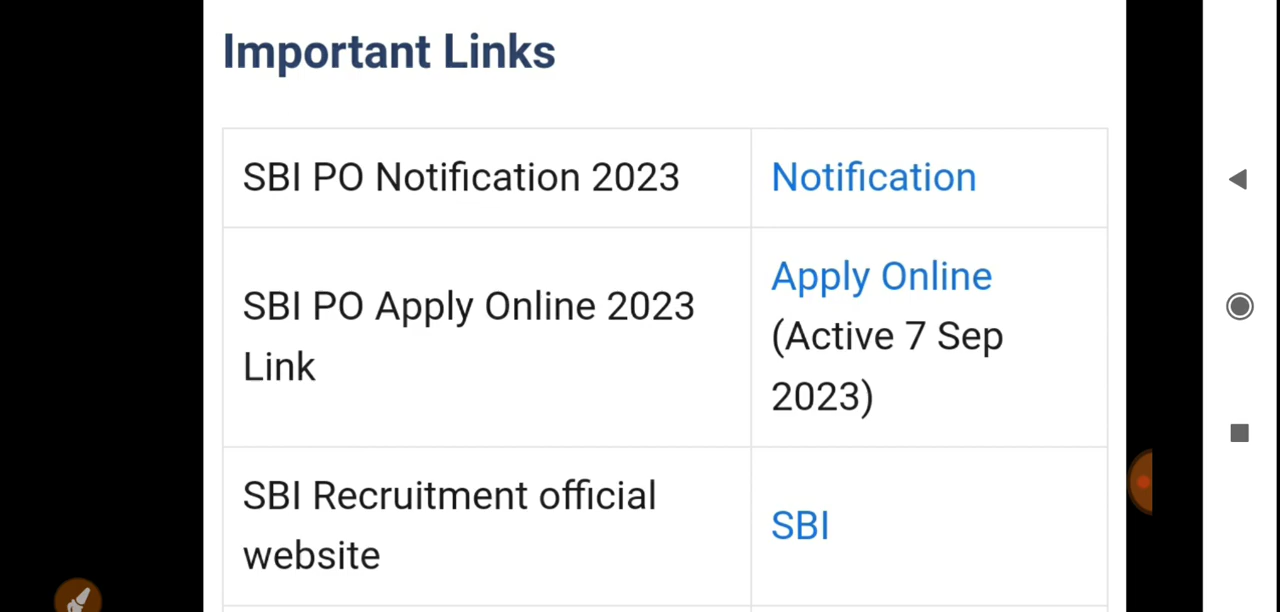 Important Links
SBI PO Notification 2023
Notification
SBI PO Apply Online 2023
Link
Apply Online
(Active 7 Sep
2023)
SBI Recruitment official
website
SBI